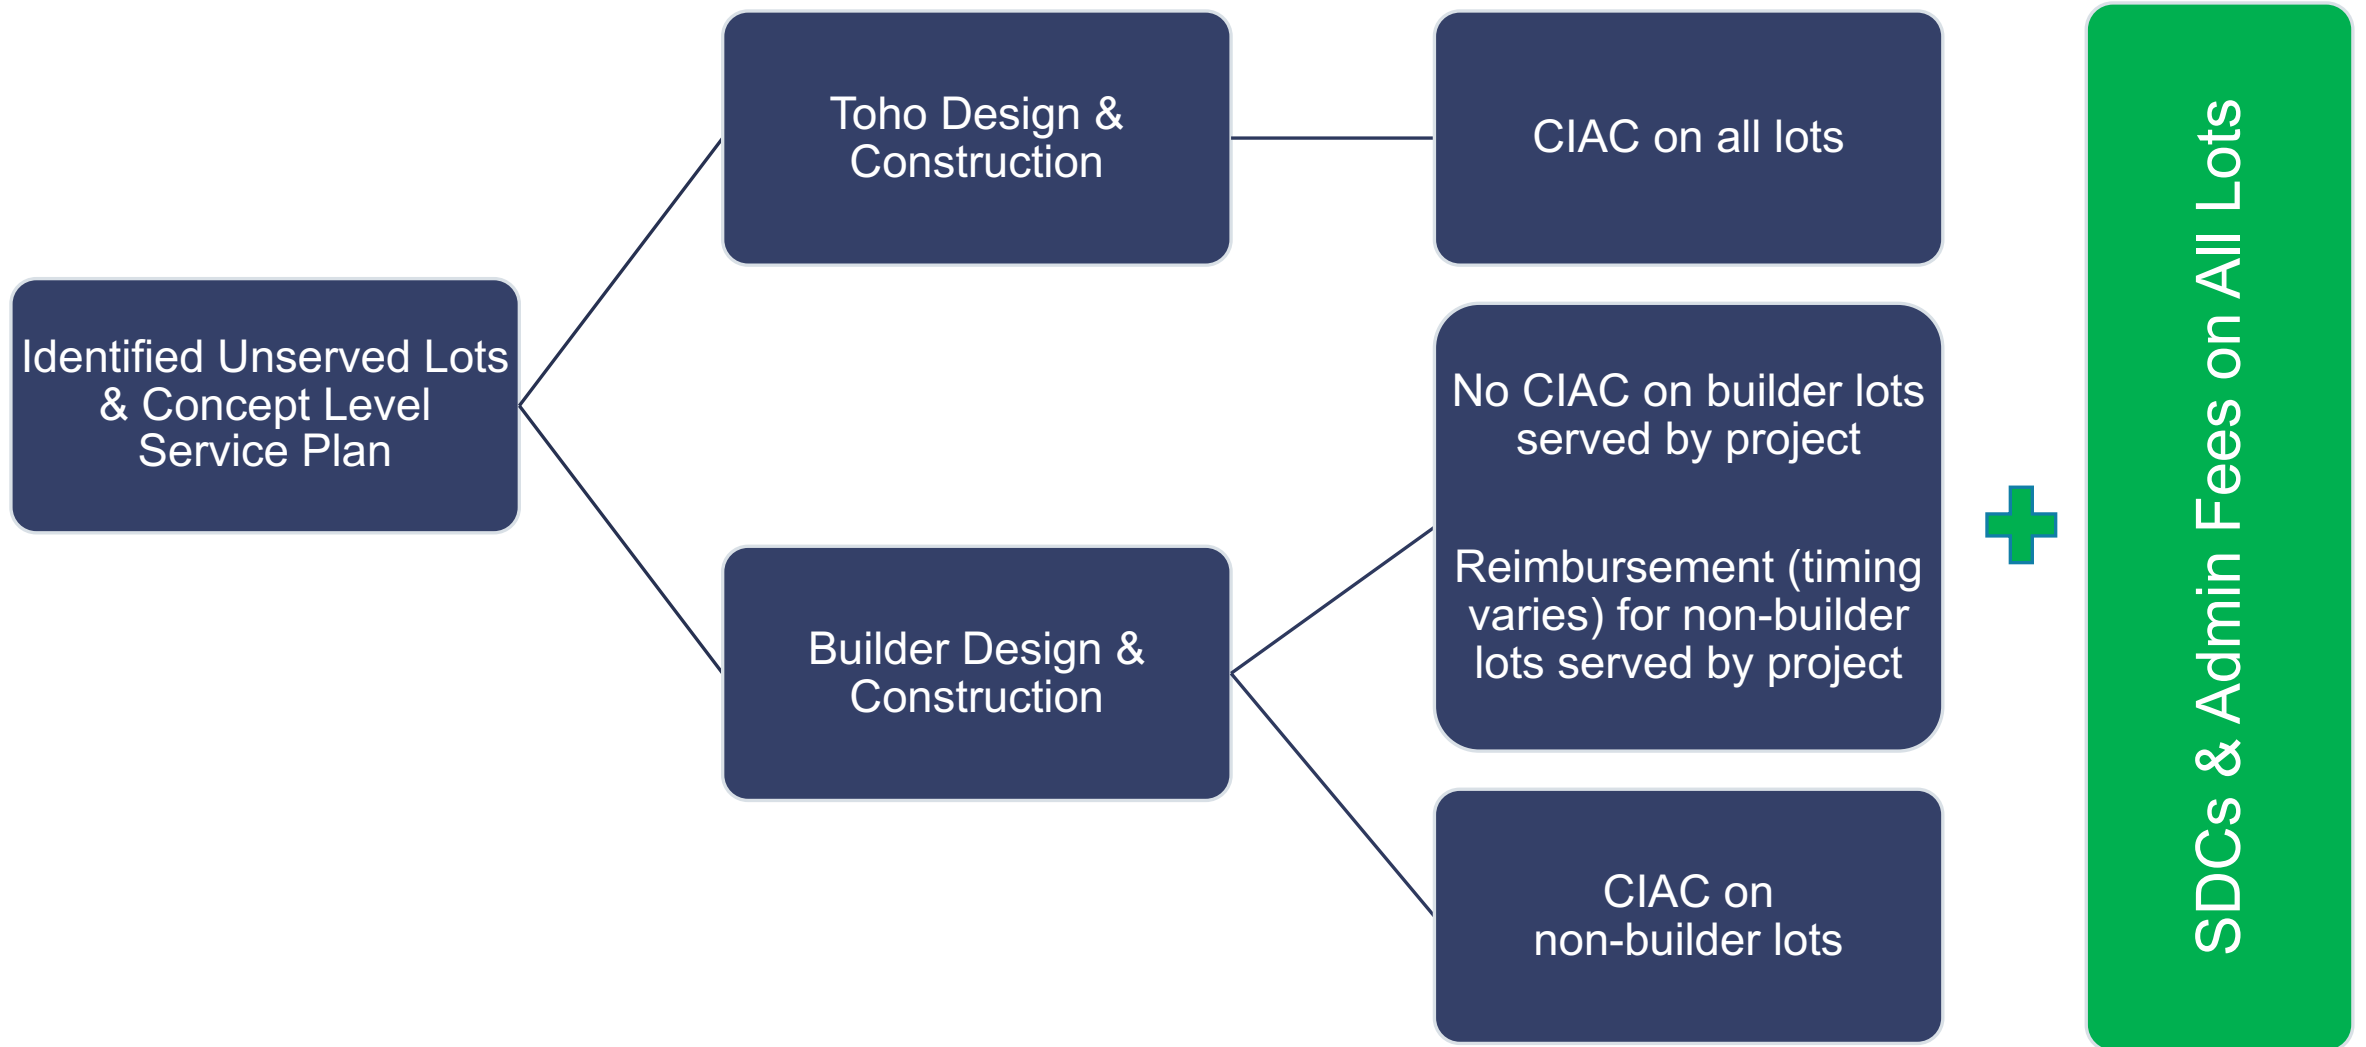 Identified Unserved Lots
& Concept Level
Service Plan
Toho Design &
Construction
Builder Design &
Construction
CIAC on all lots
No CIAC on builder lots
served by project
Reimbursement (timing
varies) for non-builder
lots served by project
CIAC on
non-builder lots
SDCs & Admin Fees on All Lots